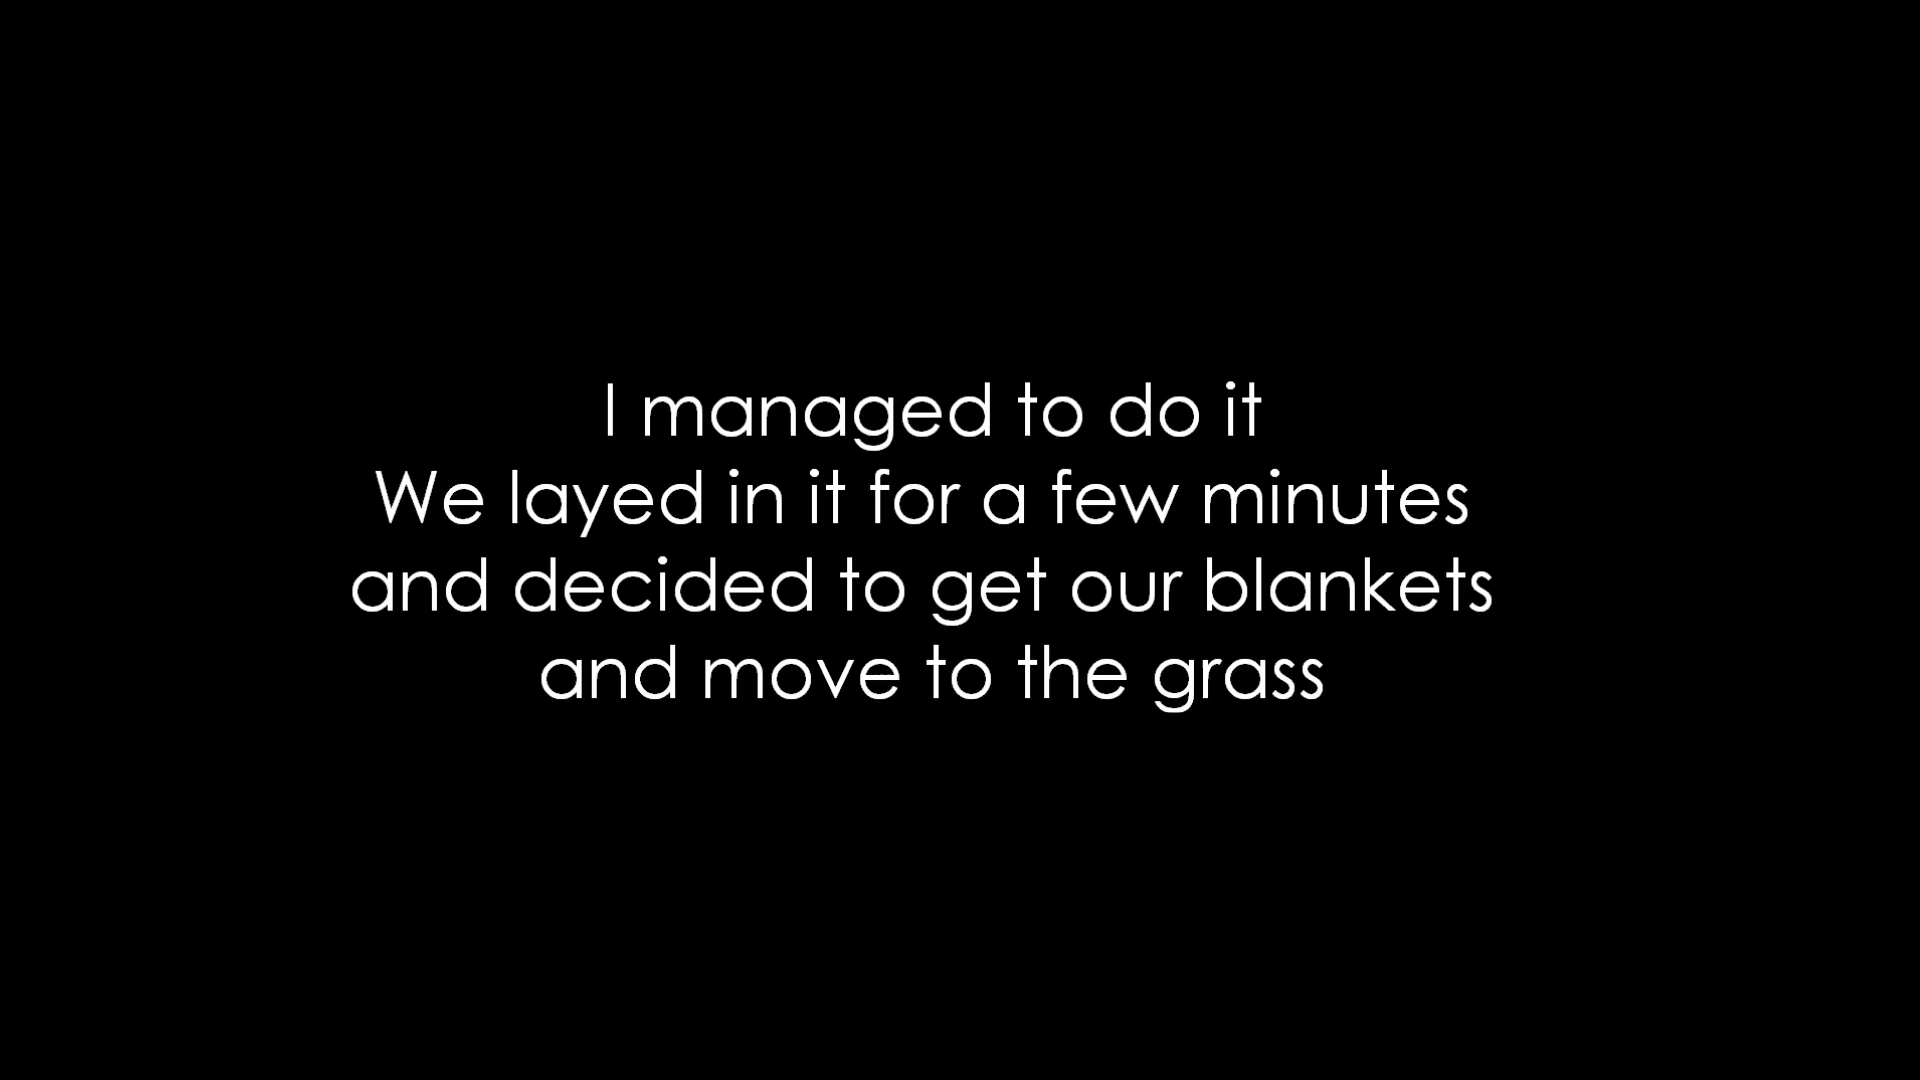 I managed to do it
We layed in it for a few minutes
and decided to get our blankets
and move to the grass